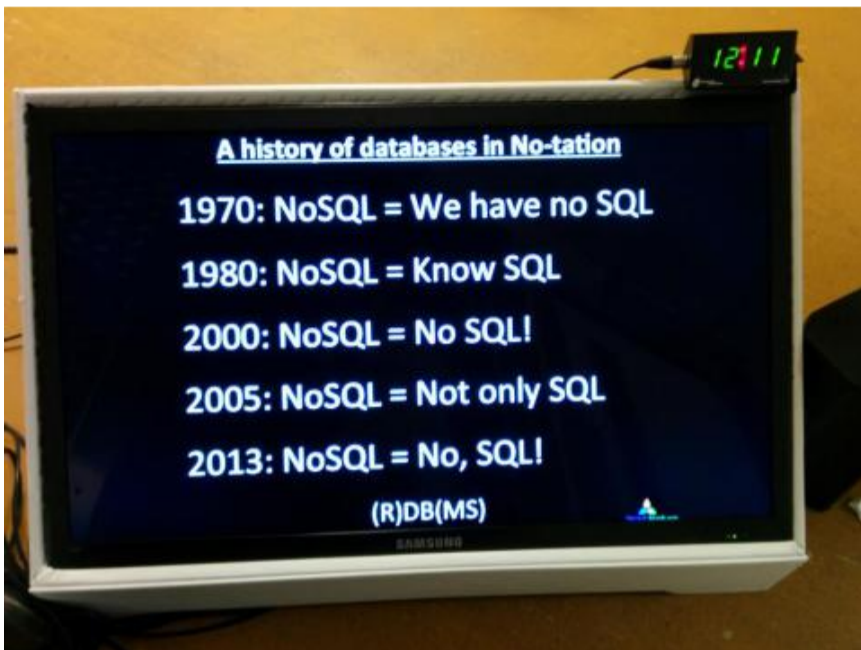 12:11
A history of databases in No-tation
1970: NoSQL = We have no SQL
1980: NoSQL = Know SQL
2000: NoSQL = No SQL!
2005: NoSQL = Not only SQL
2013: NoSQL = No, SQL!
(R)DB(MS)
SAMSUNG